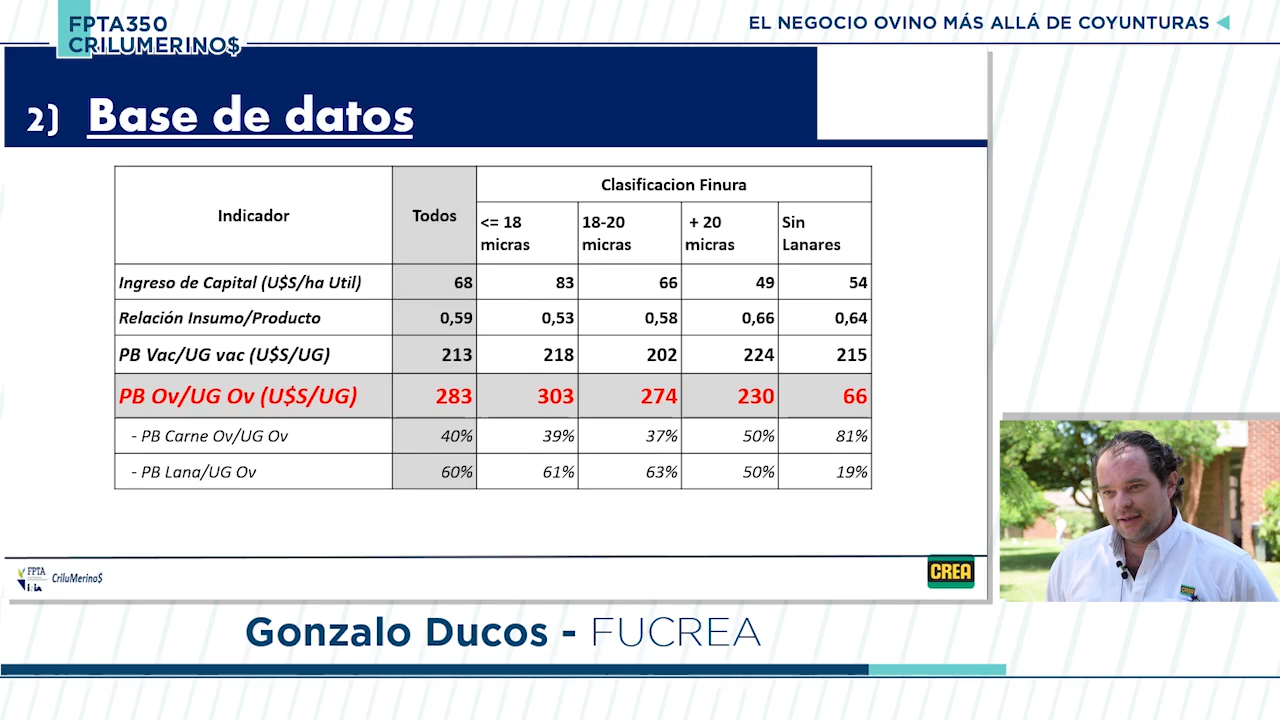 FPTA350
CRILUMERINO$
EL NEGOCIO OVINO MÁS ALLÁ DE COYUNTURAS
2) Base de datos
Indicador Todos Clasificacion Finura
<= 18 micras 18-20 micras + 20 micras Sin Lanares
Ingreso de Capital (U$S/ha Util) 68 83 66 49 54
Relación Insumo/Producto 0,59 0,53 0,58 0,66 0,64
PB Vac/UG vac (U$S/UG) 213 218 202 224 215
PB Ov/UG Ov (U$S/UG) 283 303 274 230 66
- PB Carne Ov/UG Ov 40% 39% 37% 50% 81%
- PB Lana/UG Ov 60% 61% 63% 50% 19%
FPTA
CriluMerino$
CREA
CREA
Gonzalo Ducos - FUCREA